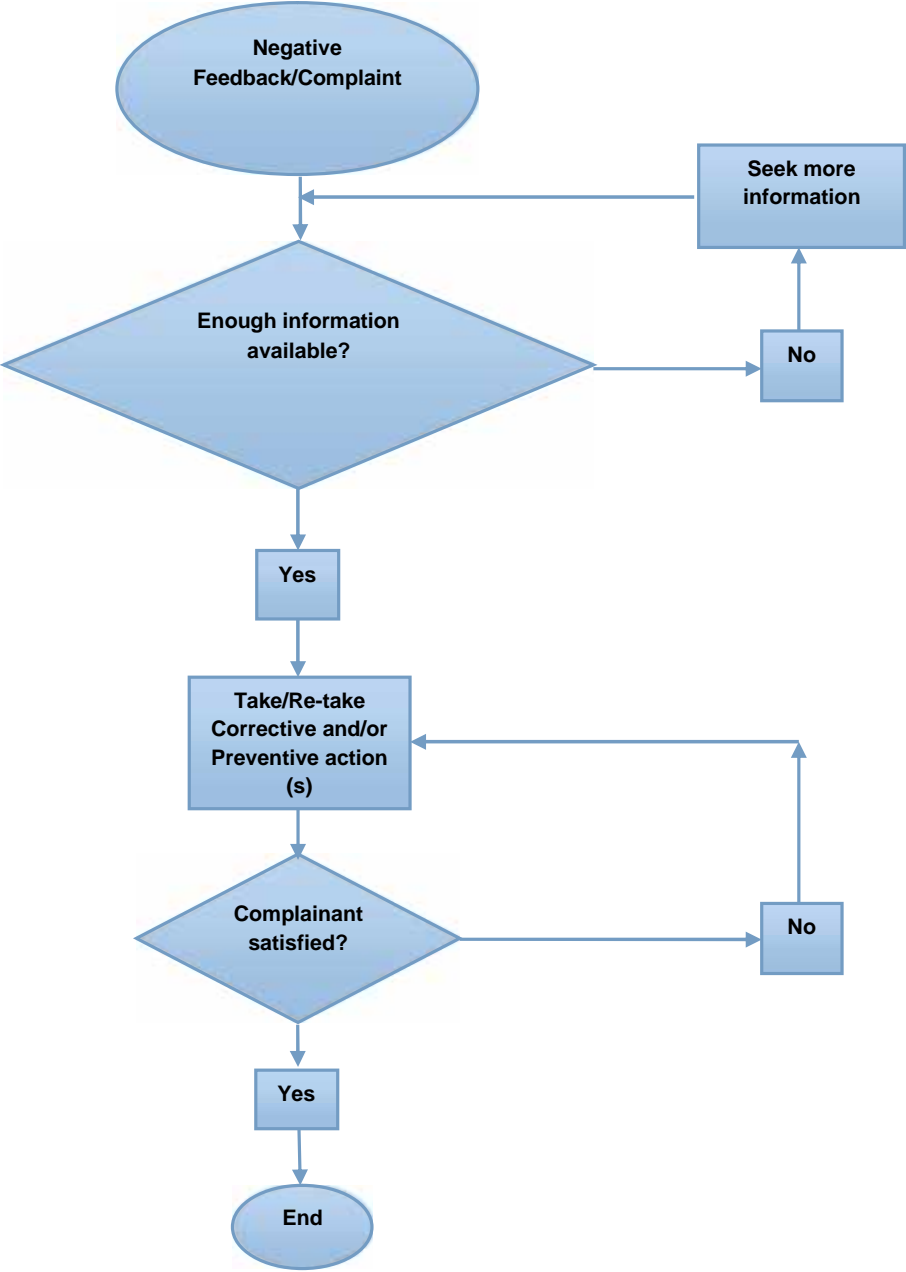 Negative
Feedback/Complaint
Seek more
information
Enough information
available?
No
Yes
Take/Re-take
Corrective and/or
Preventive action
(s)
Complainant
satisfied?
No
Yes
End